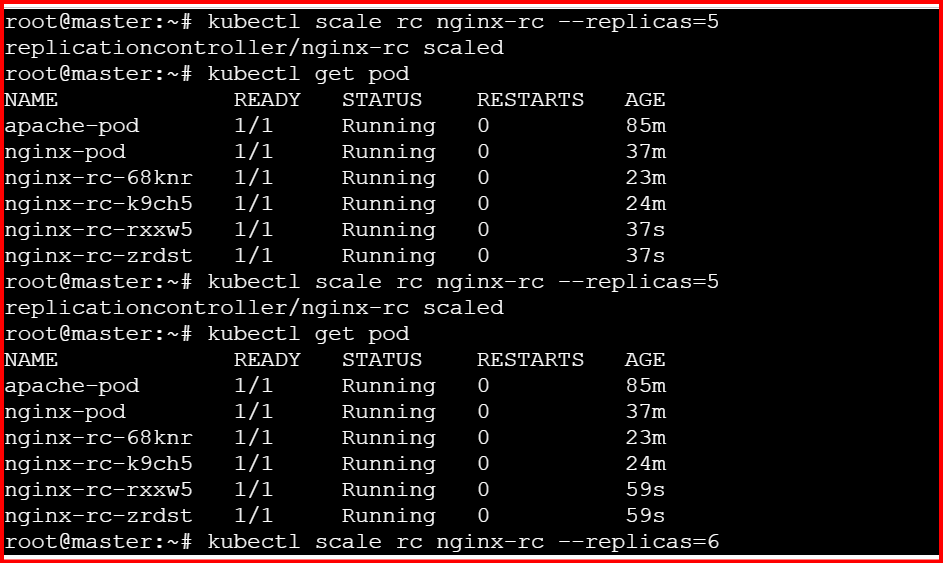 root@master:~# kubectl scale rc nginx-rc --replicas=5
replicationcontroller/nginx-rc scaled
root@master:~# kubectl get pod
NAME             READY   STATUS    RESTARTS   AGE
apache-pod       1/1     Running   0          85m
nginx-pod        1/1     Running   0          37m
nginx-rc-68knr   1/1     Running   0          23m
nginx-rc-k9ch5   1/1     Running   0          24m
nginx-rc-rxxw5   1/1     Running   0          37s
nginx-rc-zrdst   1/1     Running   0          37s
root@master:~# kubectl scale rc nginx-rc --replicas=5
replicationcontroller/nginx-rc scaled
root@master:~# kubectl get pod
NAME             READY   STATUS    RESTARTS   AGE
apache-pod       1/1     Running   0          85m
nginx-pod        1/1     Running   0          37m
nginx-rc-68knr   1/1     Running   0          23m
nginx-rc-k9ch5   1/1     Running   0          24m
nginx-rc-rxxw5   1/1     Running   0          59s
nginx-rc-zrdst   1/1     Running   0          59s
root@master:~# kubectl scale rc nginx-rc --replicas=6